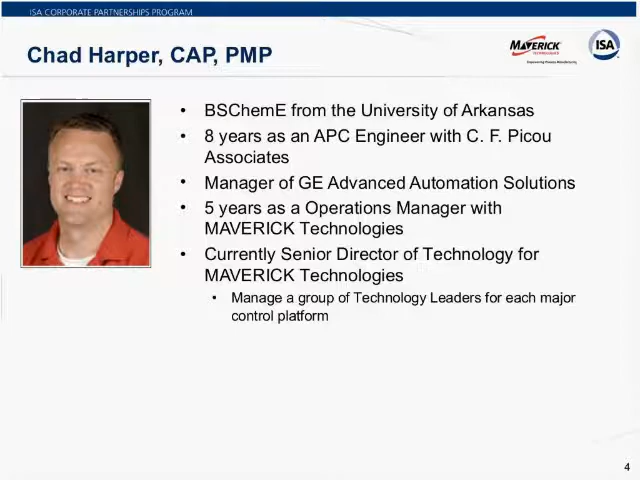 ISA CORPORATE PARTNERSHIPS PROGRAM
Chad Harper, CAP, PMP
MAVERICK
TECHNOLOGIES
ISA
• BSChemE from the University of Arkansas
• 8 years as an APC Engineer with C. F. Picou
Associates
• Manager of GE Advanced Automation Solutions
• 5 years as a Operations Manager with
MAVERICK Technologies
• Currently Senior Director of Technology for
MAVERICK Technologies
• Manage a group of Technology Leaders for each major
control platform
4